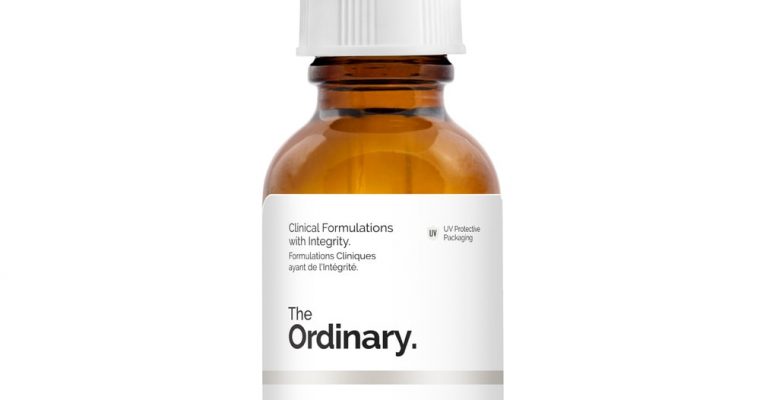 Clinical Formulations
with Integrity.
Formulations Cliniques
ayant de l'Intégrité.
UV
UV Protective
Packaging
The
Ordinary.